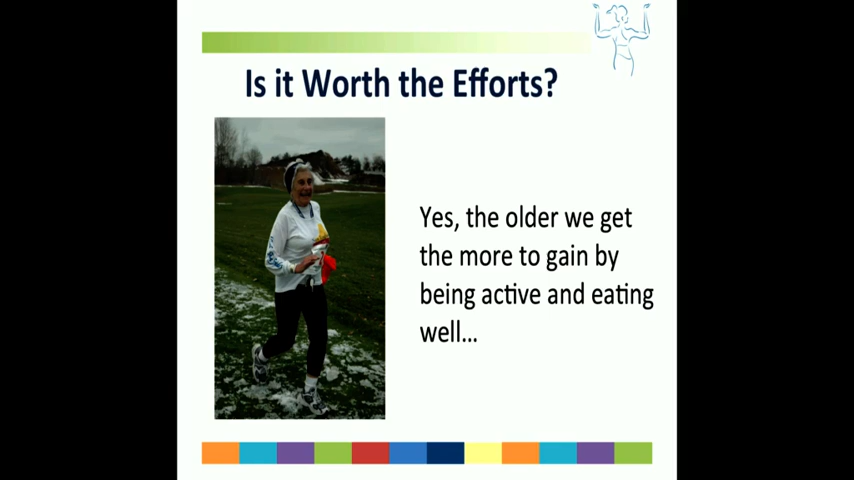 Is it Worth the Efforts?
Yes, the older we get
the more to gain by
being active and eating
well...